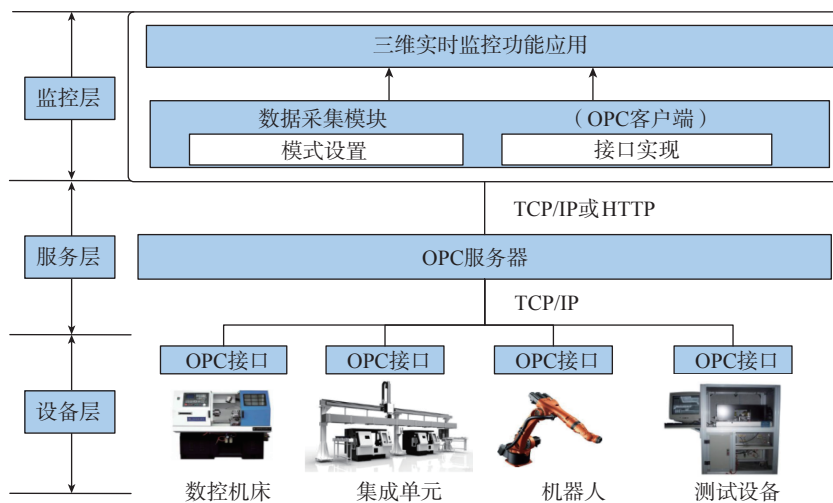 三维实时监控功能应用
监控层
数据采集模块 （OPC客户端）
模式设置 接口实现
TCP/IP或HTTP
服务层
OPC服务器
TCP/IP
OPC接口 OPC接口 OPC接口 OPC接口
设备层
数控机床 集成单元 机器人 测试设备